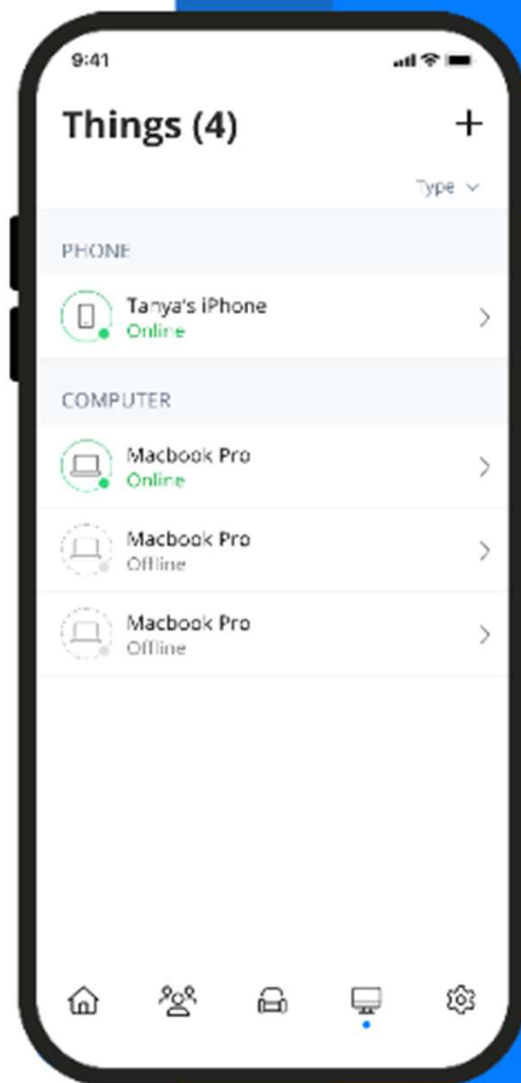 9:41
Things (4)
Type
PHONE
Tanya's iPhone
Online
COMPUTER
Macbook Pro
Online
Macbook Pro
Offline
Macbook Pro
Offline